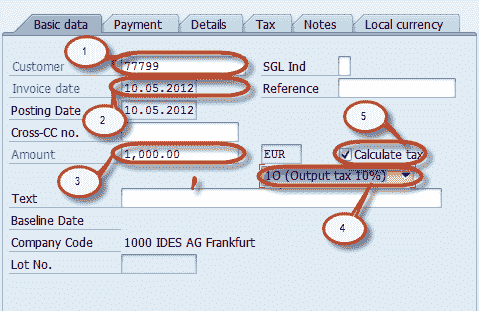 Basic data Payment Details Tax Notes Local currency
1
5
Customer 77799 SGL Ind
Invoice date 10.05.2012 Reference
Posting Date 10.05.2012
2
Cross-CC no.
Amount 1,000.00 EUR Calculate tax
3
1O (Output tax 10%)
Text
4
Baseline Date
Company Code 1000 IDES AG Frankfurt
Lot No.